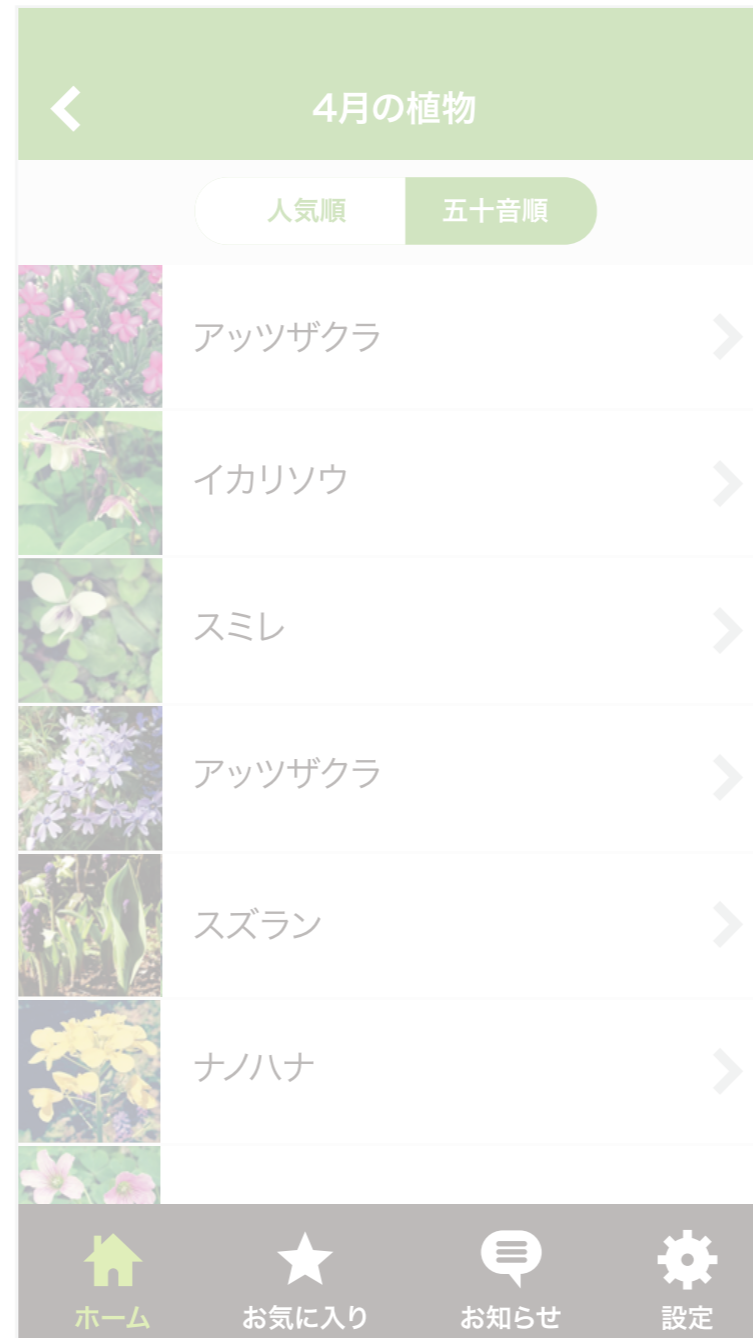 4月の植物
人気順 五十音順
アッツザクラ
イカリソウ
スミレ
アッツザクラ
スズラン
ナノハナ
ホーム お気に入り お知らせ 設定